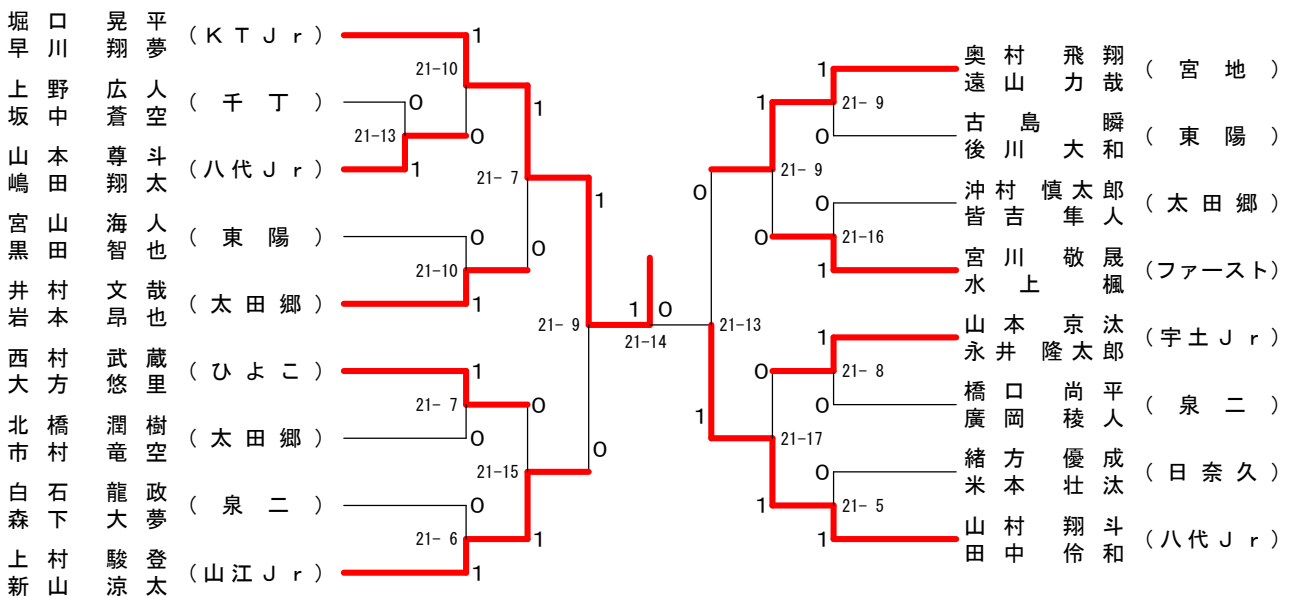 堀口 晃平
早川 翔夢
(KTJr)
上野 広人
坂中 蒼空
(千丁)
山本 尊斗
嶋田 翔太
(八代Jr)
宮山 海人
黒田 智也
(東陽)
井村 文哉
岩本 昂也
(太田郷)
西村 武蔵
大方 悠里
(ひよこ)
北橋 潤樹
市村 竜空
(太田郷)
白石 龍政
森下 大夢
(泉二)
上村 駿登
新山 涼太
(山江Jr)
1
21-10
0
21-13
0
1
1
21- 7
0
21-10
0
1
1
21- 9
0
1
21- 7
0
0
21-15
1
0
21- 6
1
1
0
21-14
0
21-13
1
1
21- 9
0
1
21- 9
0
0
21-16
1
1
21- 8
0
0
21-17
1
0
21- 5
1
奥村 飛翔
遠山 力哉
(宮地)
古島 瞬
後川 大和
(東陽)
沖村 慎太郎
皆吉 隼人
(太田郷)
宮川 敬晟
水上 楓
(ファースト)
山本 京汰
永井 隆太郎
(宇土Jr)
橋口 尚平
廣岡 稜人
(泉二)
緒方 優成
米本 壮汰
(日奈久)
山村 翔斗
田中 伶和
(八代Jr)